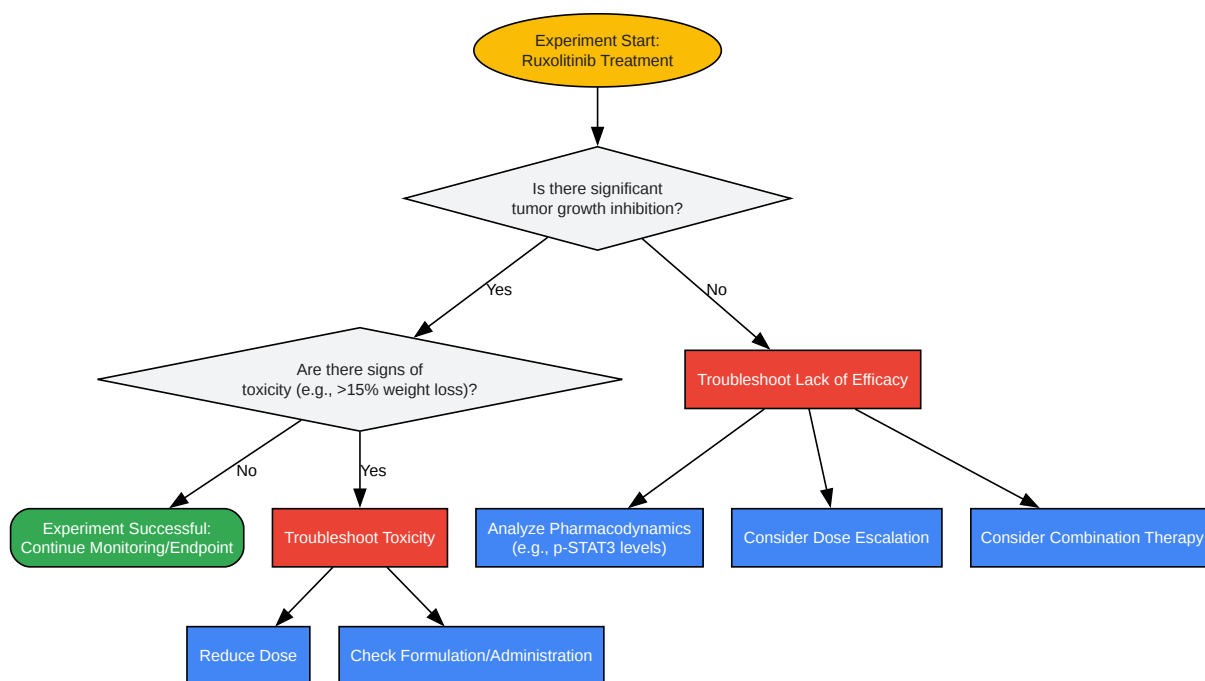 Experiment Start:
Ruxolitinib Treatment
Is there significant
tumor growth inhibition?
Yes
No
Are there signs of
toxicity (e.g., >15% weight loss)?
Troubleshoot Lack of Efficacy
No
Yes
Experiment Successful:
Continue Monitoring/Endpoint
Troubleshoot Toxicity
Analyze Pharmacodynamics
(e.g., p-STAT3 levels)
Consider Dose Escalation
Consider Combination Therapy
Reduce Dose
Check Formulation/Administration